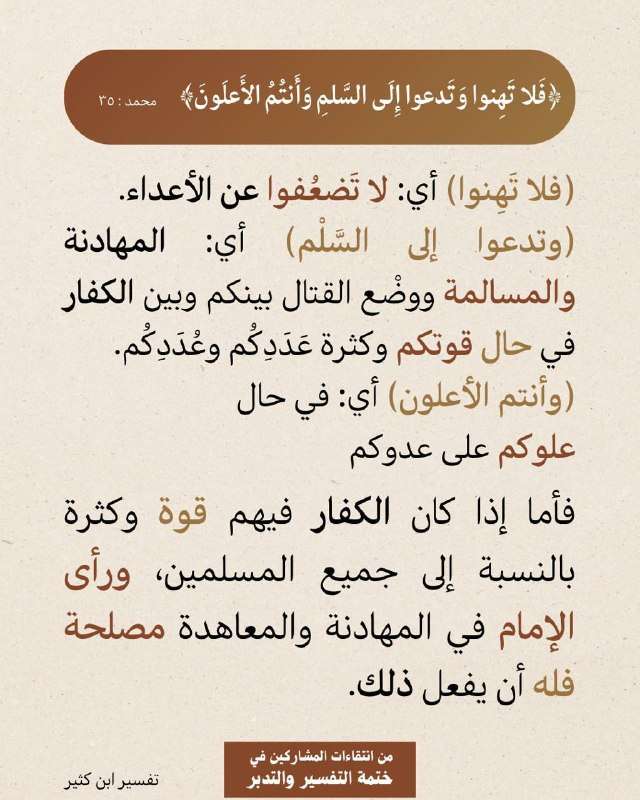 ﴿فَلا تَهِنوا وَتَدعوا إِلَى السَّلمِ وَأَنتُمُ الأَعلَونَ﴾ محمد : ٣٥
(فلا تَهِنوا) أي: لا تَضعُفوا عن الأعداء.
(وتدعوا إلى السَّلْم) أي: المهادنة
والمسالمة ووضْع القتال بينكم وبين الكفار
في حال قوتكم وكثرة عَدَدِكُم وعُدَدِكُم.
(وأنتم الأعلون) أي: في حال
علوكم على عدوكم
فأما إذا كان الكفار فيهم قوة وكثرة
بالنسبة إلى جميع المسلمين، ورأى
الإمام في المهادنة والمعاهدة مصلحة
فله أن يفعل ذلك.
من انتقاءات المشاركين في
ختمة التفسير والتدبر
تفسير ابن كثير